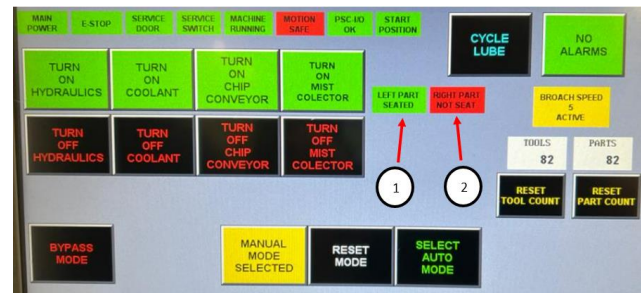 MAIN
POWER
E-STOP
SERVICE
DOOR
SERVICE
SWITCH
MACHINE
RUNNING
MOTION
SAFE
PSC-I/O
OK
START
POSITION
CYCLE
LUBE
NO
ALARMS
TURN
ON
HYDRAULICS
TURN
ON
COOLANT
TURN
ON
CHIP
CONVEYOR
TURN
ON
MIST
COLECTOR
LEFT PART
SEATED
RIGHT PART
NOT SEAT
BROACH SPEED
5
ACTIVE
TURN
OFF
HYDRAULICS
TURN
OFF
COOLANT
TURN
OFF
CHIP
CONVEYOR
TURN
OFF
MIST
COLECTOR
TOOLS
82
PARTS
82
1
2
RESET
TOOL COUNT
RESET
PART COUNT
BYPASS
MODE
MANUAL
MODE
SELECTED
RESET
MODE
SELECT
AUTO
MODE